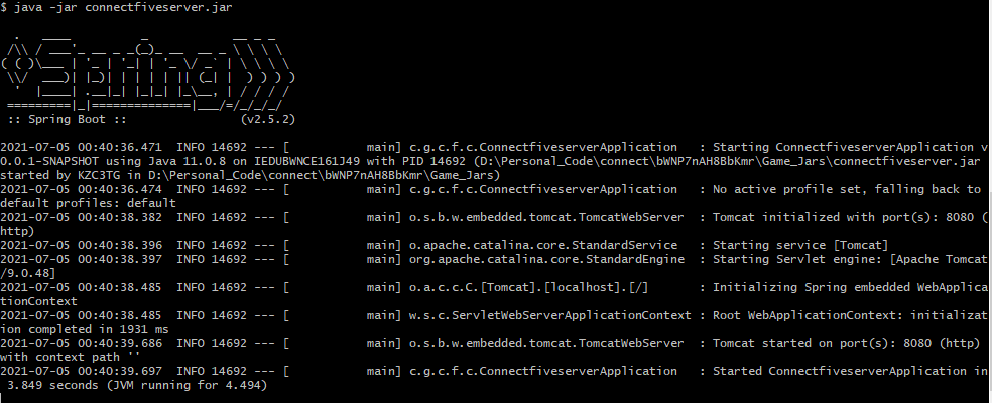 $ java -jar connectfiveserver.jar
  .   ____          _            __ _ _
 /\\ / ___'_ __ _ _(_)_ __  __ _ \ \ \ \
( ( )\___ | '_ | '_| | '_ \/ _` | \ \ \ \
 \\/  ___)| |_)| | | | | || (_| |  ) ) ) )
  '  |____| .__|_| |_|_| |_\__, | / / / /
 =========|_|==============|___/=/_/_/_/
 :: Spring Boot ::                (v2.5.2)
2021-07-05 00:40:36.471  INFO 14692 --- [           main] c.g.c.f.c.ConnectfiveserverApplication   : Starting ConnectfiveserverApplication v
0.0.1-SNAPSHOT using Java 11.0.8 on IEDUBWNCE161J49 with PID 14692 (D:\Personal_Code\connect\bWNP7nAH8BbKmr\Game_Jars\connectfiveserver.jar
started by KZC3TG in D:\Personal_Code\connect\bWNP7nAH8BbKmr\Game_Jars)
2021-07-05 00:40:36.474  INFO 14692 --- [           main] c.g.c.f.c.ConnectfiveserverApplication   : No active profile set, falling back to
default profiles: default
2021-07-05 00:40:38.382  INFO 14692 --- [           main] o.s.b.w.embedded.tomcat.TomcatWebServer  : Tomcat initialized with port(s): 8080 (
http)
2021-07-05 00:40:38.396  INFO 14692 --- [           main] o.apache.catalina.core.StandardService   : Starting service [Tomcat]
2021-07-05 00:40:38.397  INFO 14692 --- [           main] org.apache.catalina.core.StandardEngine  : Starting Servlet engine: [Apache Tomcat
/9.0.48]
2021-07-05 00:40:38.485  INFO 14692 --- [           main] o.a.c.c.C.[Tomcat].[localhost].[/]       : Initializing Spring embedded WebApplica
tionContext
2021-07-05 00:40:38.485  INFO 14692 --- [           main] w.s.c.ServletWebServerApplicationContext : Root WebApplicationContext: initializat
ion completed in 1931 ms
2021-07-05 00:40:39.686  INFO 14692 --- [           main] o.s.b.w.embedded.tomcat.TomcatWebServer  : Tomcat started on port(s): 8080 (http)
with context path ''
2021-07-05 00:40:39.697  INFO 14692 --- [           main] c.g.c.f.c.ConnectfiveserverApplication   : Started ConnectfiveserverApplication in
 3.849 seconds (JVM running for 4.494)